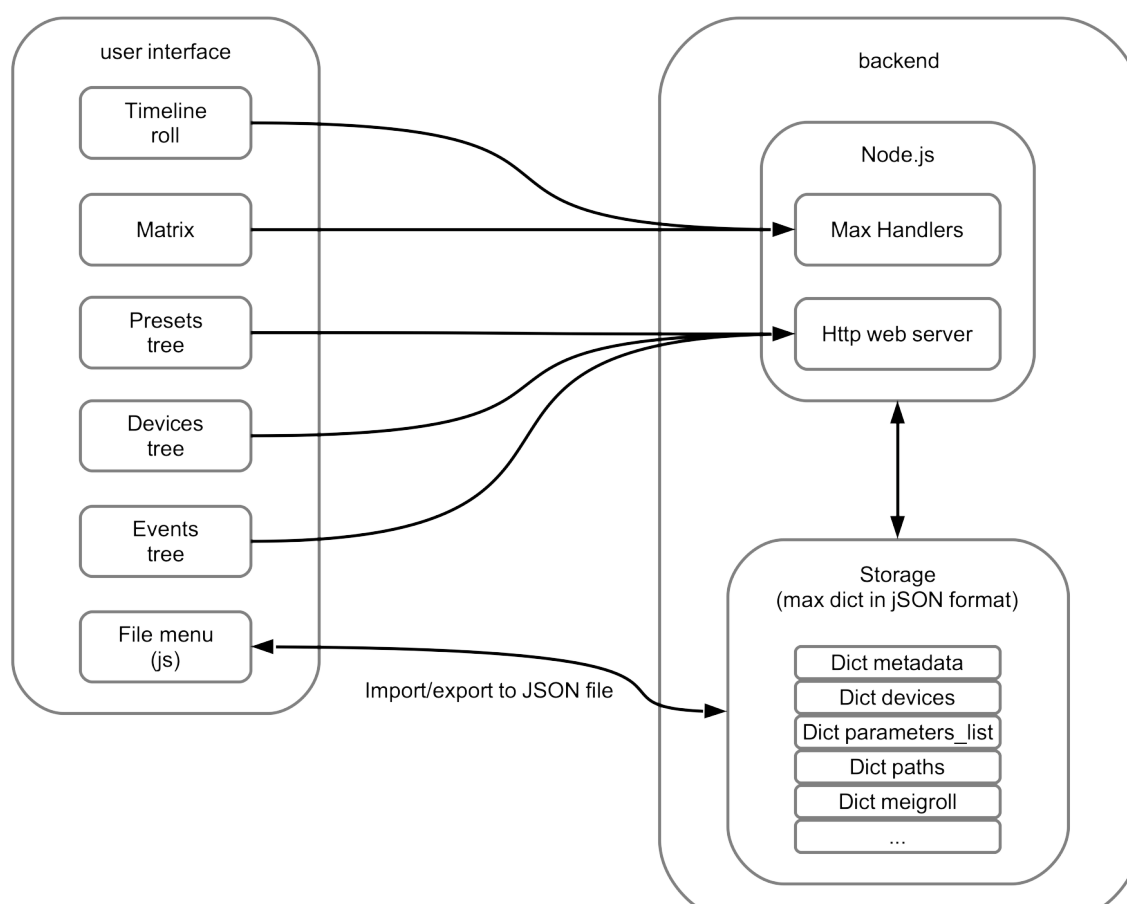 user interface
Timeline
roll
Matrix
Presets
tree
Devices
tree
Events
tree
File menu
(js)
Import/export to JSON file
backend
Node.js
Max Handlers
Http web server
Storage
(max dict in jSON format)
Dict metadata
Dict devices
Dict parameters_list
Dict paths
Dict meigroll
...